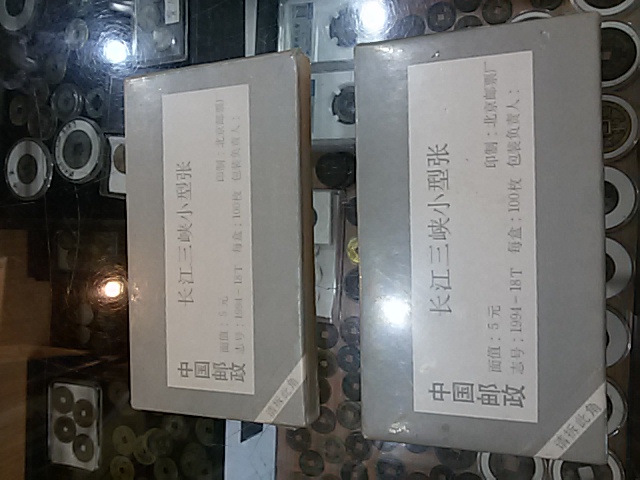 中国
邮政
长江三峡小型张
面值：5元
印制：北京邮票厂
志号：1994-18T
每盒：100枚
包装负责人：
请拆此角
中国
邮政
长江三峡小型张
面值：5元
印制：北京邮票厂
志号：1994-18T
每盒：100枚
包装负责人：
请拆此角